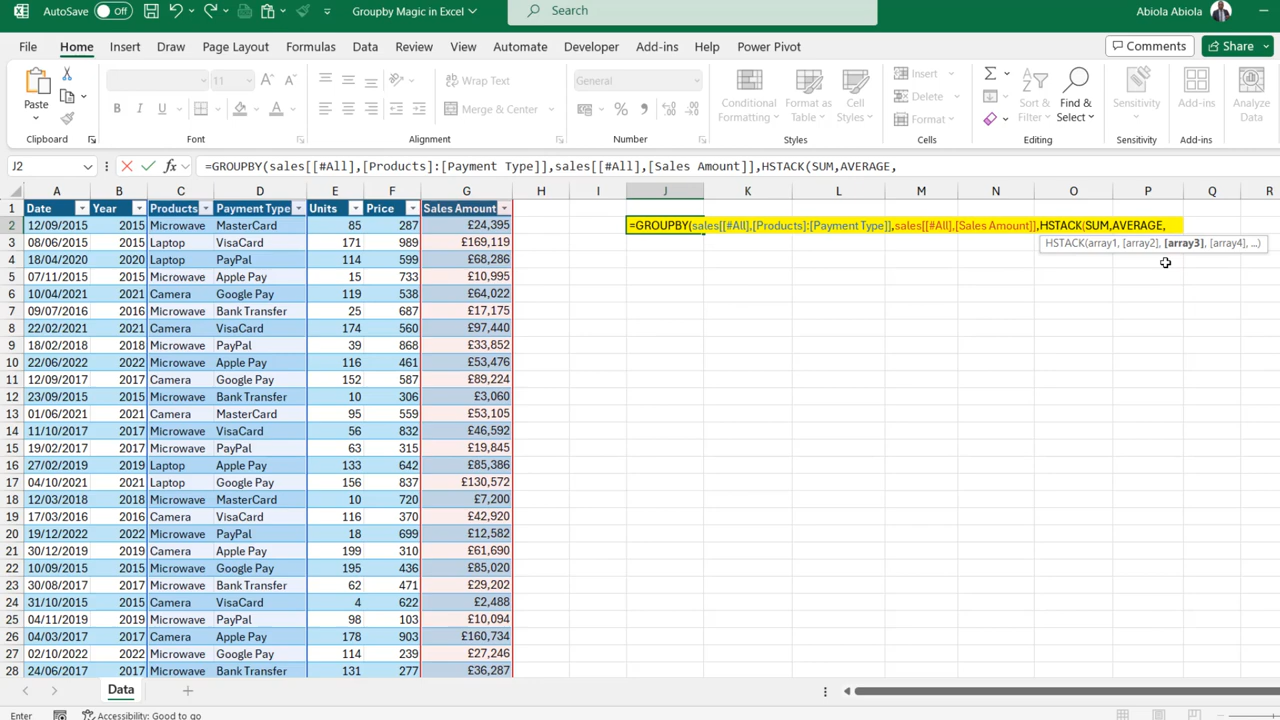 AutoSave Off Groupby Magic in Excel Search Abiola Abiola
File Home Insert Draw Page Layout Formulas Data Review View Automate Developer Add-ins Help Power Pivot Comments Share
Paste 11 Wrap Text General Conditional Formatting Format as Table Cell Styles Insert Sort & Filter Find & Select Sensitivity Add-ins Analyze Data
B I U A Merge & Center % Delete
Format
Clipboard Font Alignment Number Styles Cells Editing Sensitivity Add-ins
J2 fx =GROUPBY(sales[[#All],[Products]:[Payment Type]],sales[[#All],[Sales Amount]],HSTACK(SUM,AVERAGE,
A B C D E F G H I J K L M N O P Q R
1 Date Year Products Payment Type Units Price Sales Amount
2 12/09/2015 2015 Microwave MasterCard 85 287 £24,395 =GROUPBY(sales[[#All],[Products]:[Payment Type]],sales[[#All],[Sales Amount]],HSTACK(SUM,AVERAGE,
3 08/06/2015 2015 Laptop VisaCard 171 989 £169,119 HSTACK(array1, [array2], [array3], [array4], ...)
4 18/04/2020 2020 Laptop PayPal 114 599 £68,286
5 07/11/2015 2015 Microwave Apple Pay 15 733 £10,995
6 10/04/2021 2021 Camera Google Pay 119 538 £64,022
7 09/07/2016 2016 Microwave Bank Transfer 25 687 £17,175
8 22/02/2021 2021 Camera VisaCard 174 560 £97,440
9 18/02/2018 2018 Microwave PayPal 39 868 £33,852
10 22/06/2022 2022 Microwave Apple Pay 116 461 £53,476
11 12/09/2017 2017 Camera Google Pay 152 587 £89,224
12 23/09/2015 2015 Microwave Bank Transfer 10 306 £3,060
13 01/06/2021 2021 Camera MasterCard 95 559 £53,105
14 11/10/2017 2017 Microwave VisaCard 56 832 £46,592
15 19/02/2017 2017 Microwave PayPal 63 315 £19,845
16 27/02/2019 2019 Laptop Apple Pay 133 642 £85,386
17 04/10/2021 2021 Laptop Google Pay 156 837 £130,572
18 12/03/2018 2018 Microwave MasterCard 10 720 £7,200
19 17/03/2016 2016 Camera VisaCard 116 370 £42,920
20 19/12/2022 2022 Microwave PayPal 18 699 £12,582
21 30/12/2019 2019 Camera Apple Pay 199 310 £61,690
22 10/09/2015 2015 Microwave Google Pay 195 436 £85,020
23 30/08/2017 2017 Microwave Bank Transfer 62 471 £29,202
24 31/10/2015 2015 Camera VisaCard 4 622 £2,488
25 04/11/2019 2019 Microwave PayPal 98 103 £10,094
26 04/03/2017 2017 Camera Apple Pay 178 903 £160,734
27 02/10/2022 2022 Microwave Google Pay 114 239 £27,246
28 24/06/2017 2017 Microwave Bank Transfer 131 277 £36,287
Data
Enter Accessibility: Good to go